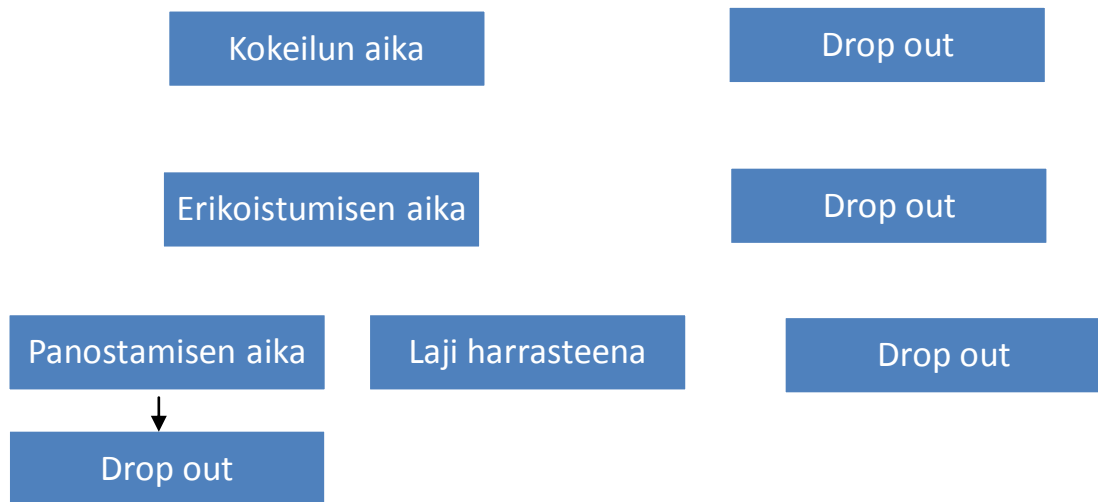 Kokeilun aika
Drop out
Erikoistumisen aika
Drop out
Panostamisen aika
Laji harrasteena
Drop out
Drop out